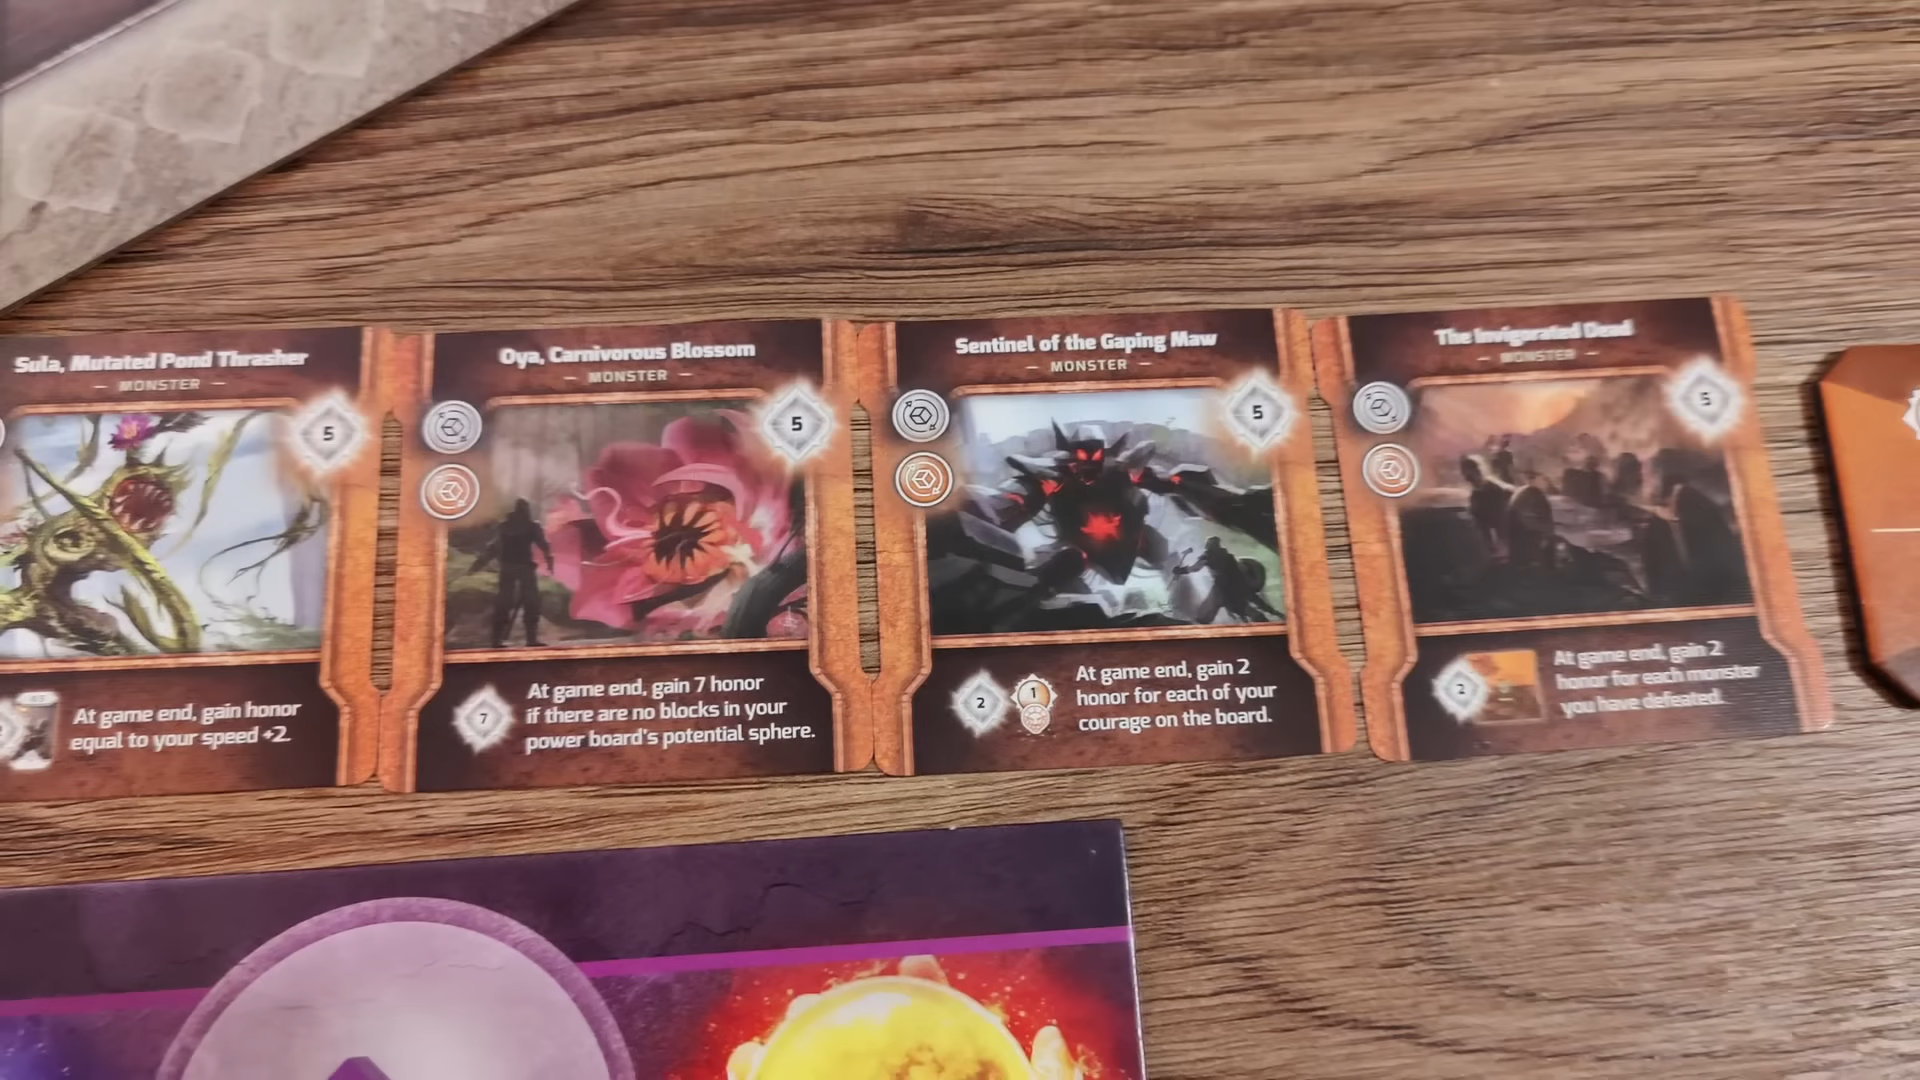 Sula, Mutated Pond Thrasher
— MONSTER —
5
At game end, gain honor
equal to your speed +2.
Oya, Carnivorous Blossom
— MONSTER —
5
7
At game end, gain 7 honor
if there are no blocks in your
power board's potential sphere.
Sentinel of the Gaping Maw
— MONSTER —
5
2
1
At game end, gain 2
honor for each of your
courage on the board.
The Invigorated Dead
— MONSTER —
5
2
At game end, gain 2
honor for each monster
you have defeated.